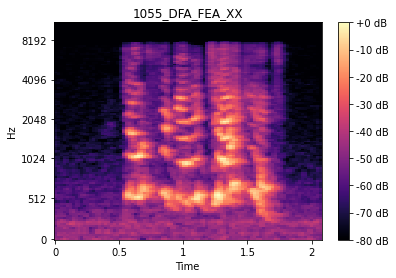 1055_DFA_FEA_XX
8192
4096
2048
1024
512
0
Hz
0
0.5
1
1.5
2
Time
+0 dB
-10 dB
-20 dB
-30 dB
-40 dB
-50 dB
-60 dB
-70 dB
-80 dB